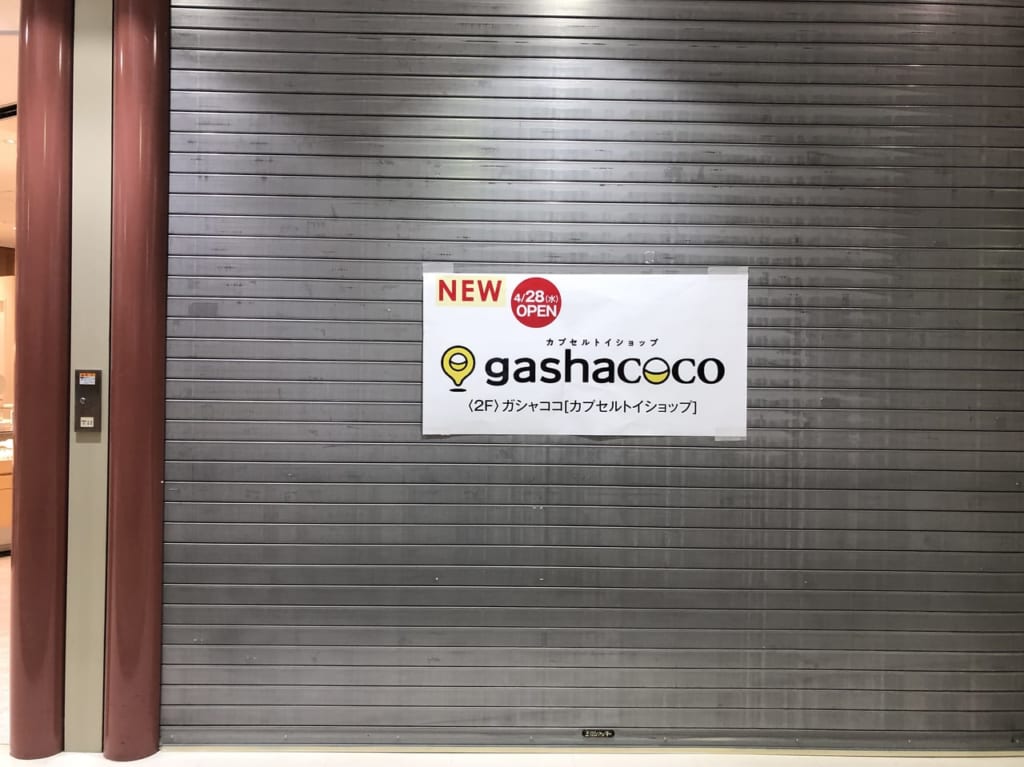 NEW
4/28(水)
OPEN
カプセルトイショップ
gashacoco
〈2F〉ガシャココ[カプセルトイショップ]